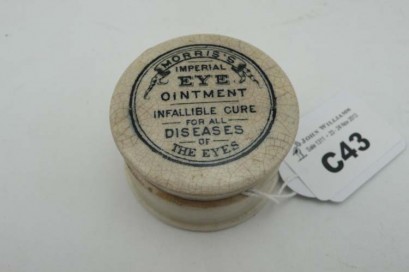 MORRIS'S
IMPERIAL
EYE
OINTMENT
INFALLIBLE CURE
FOR ALL
DISEASES
OF
THE EYES
C43